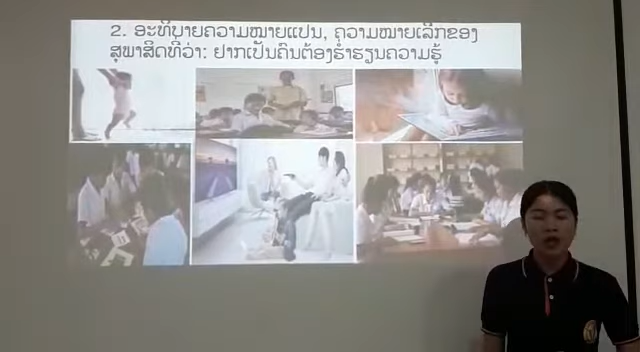 2. ອະທິບາຍຄວາມໝາຍແປນ, ຄວາມໝາຍເລິກຂອງ
ສຸພາສິດທີ່ວ່າ: ຢາກເປັນຄົນຕ້ອງຮ່ຳຮຽນຄວາມຮູ້